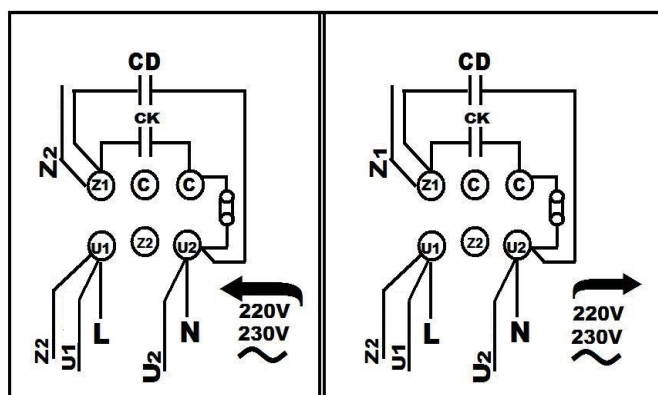 CD
CK
Z2
Z1 C C
U1 Z2 U2
220V
230V
Z2 U1 L U2 N
CD
CK
Z1
Z1 C C
U1 Z2 U2
220V
230V
Z2 U1 L U2 N